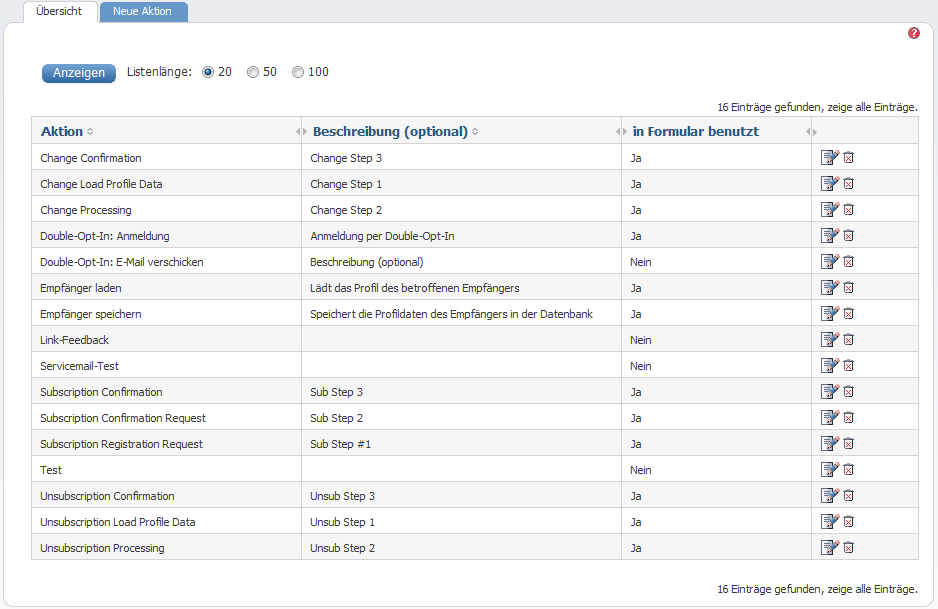 Übersicht Neue Aktion
?
Anzeigen Listenlänge: 20 50 100
16 Einträge gefunden, zeige alle Einträge.
Aktion Beschreibung (optional) in Formular benutzt
Change Confirmation Change Step 3 Ja
Change Load Profile Data Change Step 1 Ja
Change Processing Change Step 2 Ja
Double-Opt-In: Anmeldung Anmeldung per Double-Opt-In Ja
Double-Opt-In: E-Mail verschicken Beschreibung (optional) Nein
Empfänger laden Lädt das Profil des betroffenen Empfängers Ja
Empfänger speichern Speichert die Profildaten des Empfängers in der Datenbank Ja
Link-Feedback Nein
Servicemail-Test Nein
Subscription Confirmation Sub Step 3 Ja
Subscription Confirmation Request Sub Step 2 Ja
Subscription Registration Request Sub Step #1 Ja
Test Nein
Unsubscription Confirmation Unsub Step 3 Ja
Unsubscription Load Profile Data Unsub Step 1 Ja
Unsubscription Processing Unsub Step 2 Ja
16 Einträge gefunden, zeige alle Einträge.